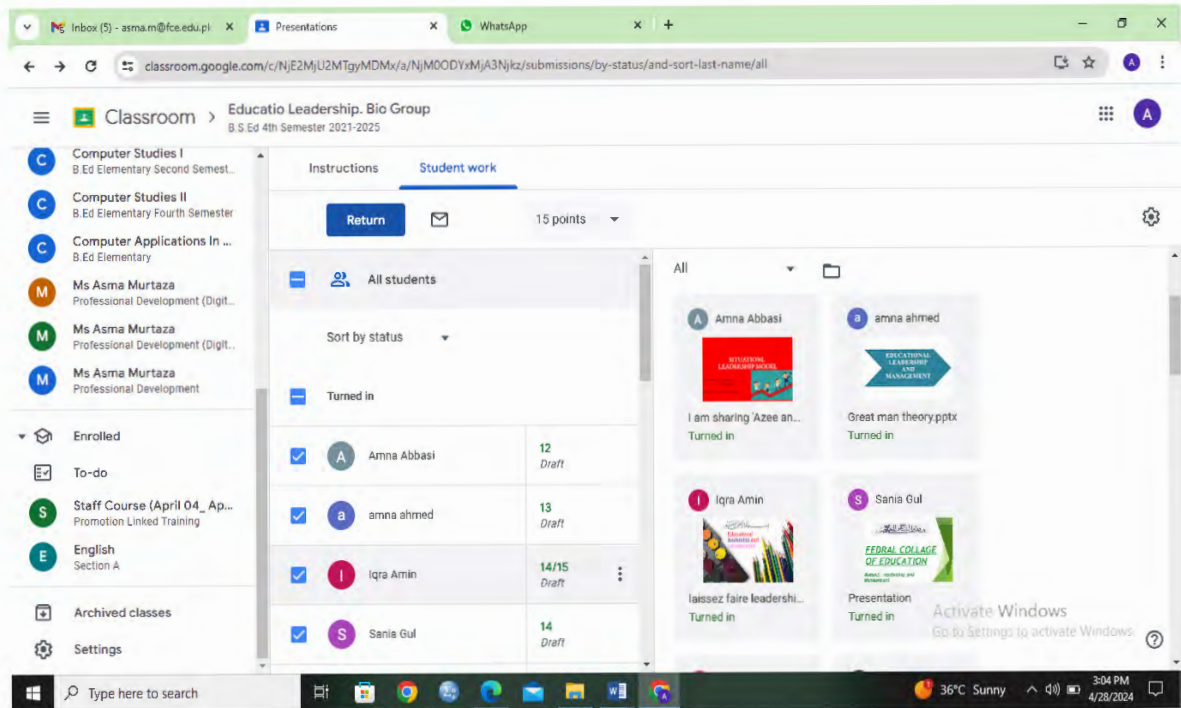 Inbox (5) - asma.m@fce.edu.pl
Presentations
WhatsApp
classroom.google.com/c/NjE2MjU2MTgyMDMx/a/NjM0ODYxMjA3Njkz/submissions/by-status/and-sort-last-name/all
A
Classroom
Educatio Leadership. Bio Group
B.S.Ed 4th Semester 2021-2025
A
C
Computer Studies I
B.Ed Elementary Second Semest...
C
Computer Studies II
B.Ed Elementary Fourth Semester
C
Computer Applications In ...
B.Ed Elementary
M
Ms Asma Murtaza
Professional Development (Digit...
M
Ms Asma Murtaza
Professional Development (Digit...
M
Ms Asma Murtaza
Professional Development
Enrolled
To-do
S
Staff Course (April 04_ Ap...
Promotion Linked Training
E
English
Section A
Archived classes
Settings
Instructions
Student work
Return
15 points
All students
Sort by status
Turned in
A
Amna Abbasi
12
Draft
a
amna ahmed
13
Draft
I
Iqra Amin
14/15
Draft
S
Sania Gul
14
Draft
All
A Amna Abbasi
SITUATIONL
LEADERSHIP MODEL
I am sharing 'Azee an...
Turned in
a amna ahmed
EDUCATIONAL
LEADERSHIP
AND
MANAGEMENT
Great man theory.pptx
Turned in
I Iqra Amin
laissez faire leadershi...
Turned in
S Sania Gul
FEDRAL COLLAGE
OF EDUCATION
Presentation
Turned in
Activate Windows
Go to Settings to activate Windows.
Type here to search
36°C Sunny
3:04 PM
4/28/2024